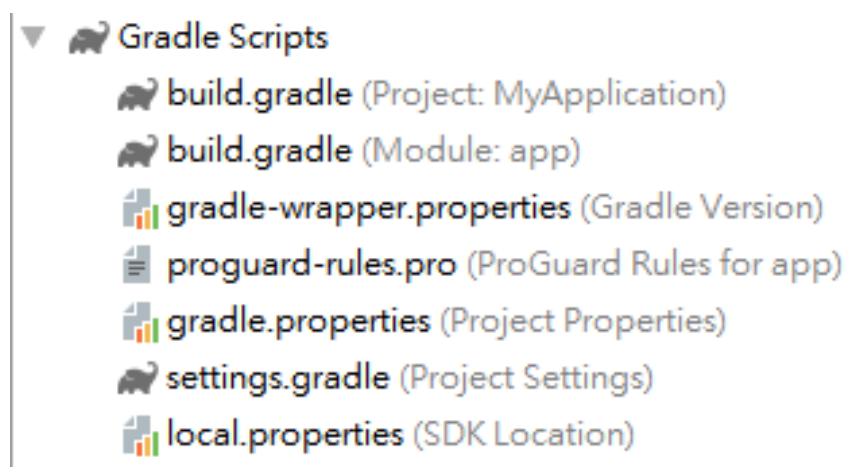 Gradle Scripts
build.gradle (Project: MyApplication)
build.gradle (Module: app)
gradle-wrapper.properties (Gradle Version)
proguard-rules.pro (ProGuard Rules for app)
gradle.properties (Project Properties)
settings.gradle (Project Settings)
local.properties (SDK Location)